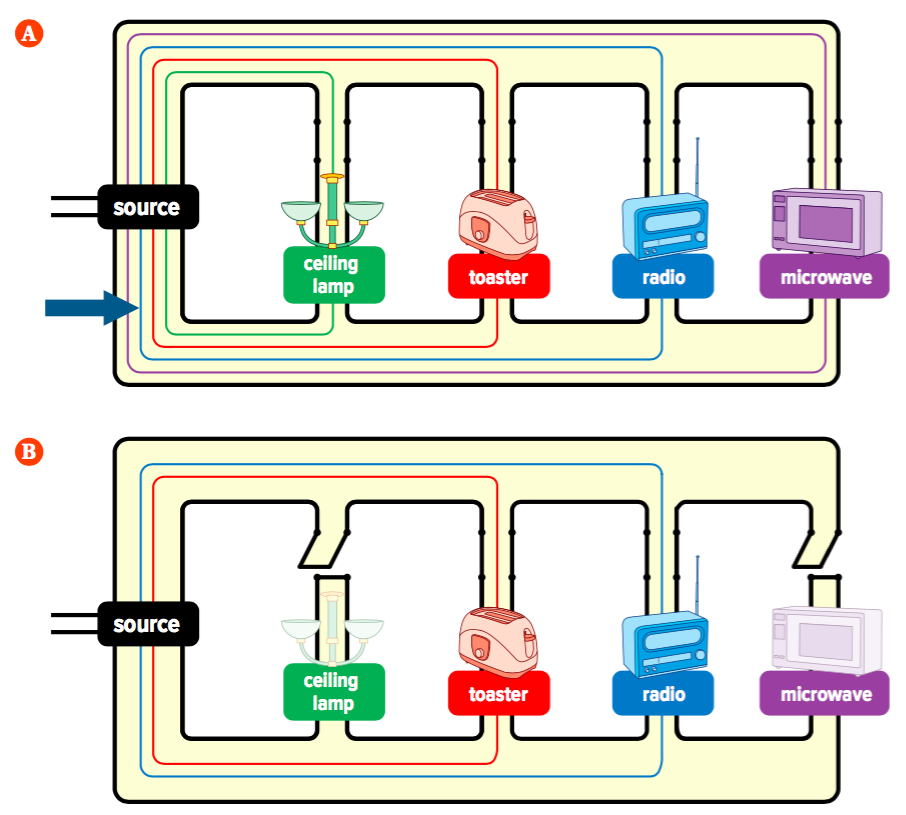 A
source
ceiling
lamp
toaster
radio
microwave
B
source
ceiling
lamp
toaster
radio
microwave